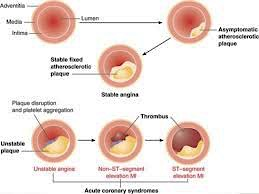 Adventitia
Media
Intima
Lumen
Asymptomatic
atherosclerotic
plaque
Stable fixed
atherosclerotic
plaque
Stable angina
Plaque disruption
and platelet aggregation
Thrombus
Unstable
plaque
Unstable angina
Non–ST–segment
elevation MI
ST–segment
elevation MI
Acute coronary syndromes